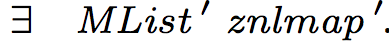 ∃ MList ′ znlmap ′.